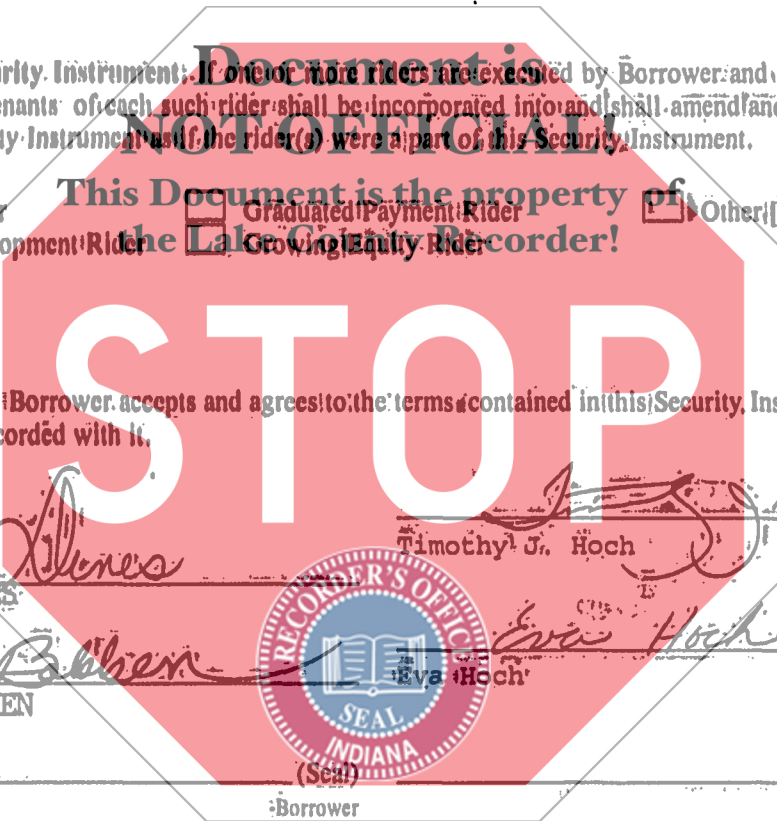 Document is
rity Instrument. If one or more riders are executed by Borrower and
enants of each such rider shall be incorporated into and shall amend and
ty Instrument as if the rider(s) were a part of this Security Instrument.
NOT OFFICIAL!
This Document is the property of
the Lake County Recorder!
r Graduated Payment Rider Other [
opment Rider Growing Equity Rider
STOP
Borrower accepts and agrees to the terms contained in this Security Ins
corded with it.
Timothy J. Hoch
Eva Hoch
Eva Hoch
EN
RECORDER'S OFFICE
SEAL
INDIANA
(Seal)
-Borrower